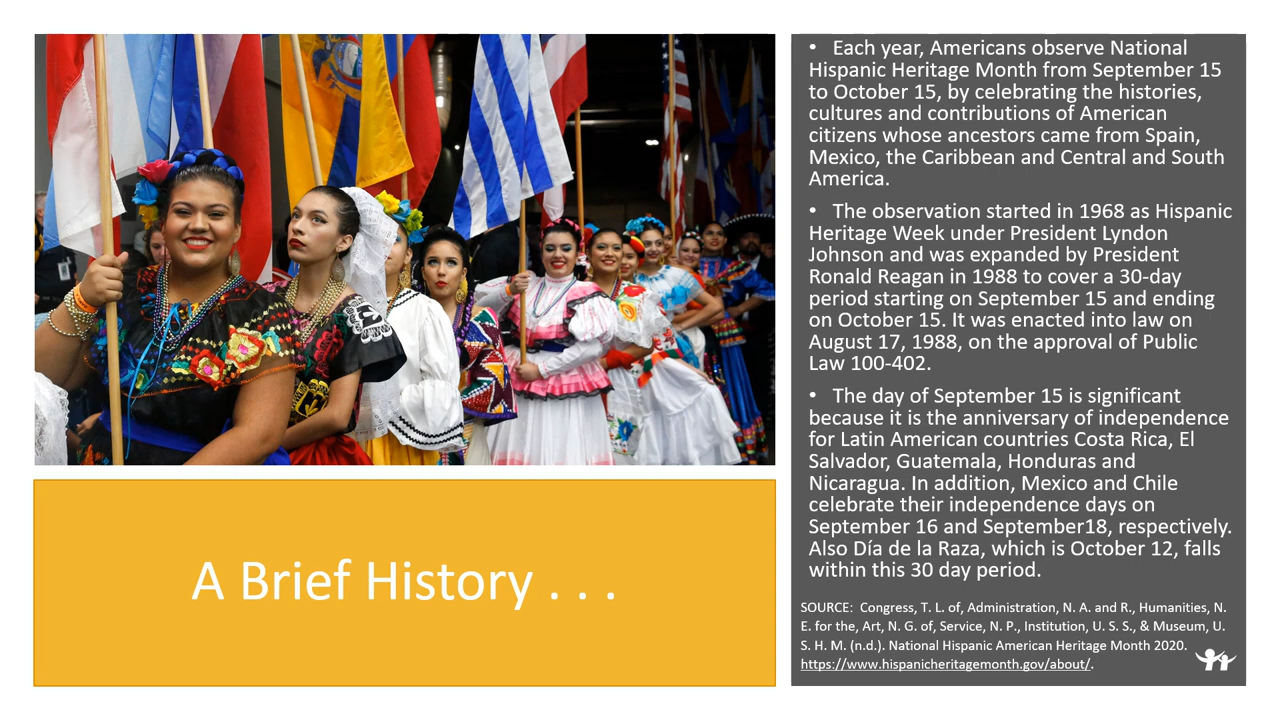 A Brief History . . .
• Each year, Americans observe National
Hispanic Heritage Month from September 15
to October 15, by celebrating the histories,
cultures and contributions of American
citizens whose ancestors came from Spain,
Mexico, the Caribbean and Central and South
America.
• The observation started in 1968 as Hispanic
Heritage Week under President Lyndon
Johnson and was expanded by President
Ronald Reagan in 1988 to cover a 30-day
period starting on September 15 and ending
on October 15. It was enacted into law on
August 17, 1988, on the approval of Public
Law 100-402.
• The day of September 15 is significant
because it is the anniversary of independence
for Latin American countries Costa Rica, El
Salvador, Guatemala, Honduras and
Nicaragua. In addition, Mexico and Chile
celebrate their independence days on
September 16 and September18, respectively.
Also Día de la Raza, which is October 12, falls
within this 30 day period.
SOURCE: Congress, T. L. of, Administration, N. A. and R., Humanities, N.
E. for the, Art, N. G. of, Service, N. P., Institution, U. S. S., & Museum, U.
S. H. M. (n.d.). National Hispanic American Heritage Month 2020.
https://www.hispanicheritagemonth.gov/about/.